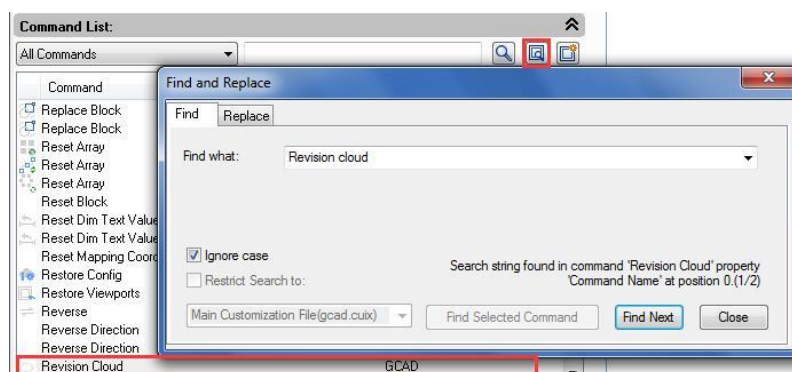 Command List:
All Commands
Command
Replace Block
Replace Block
Reset Array
Reset Array
Reset Array
Reset Block
Reset Dim Text Value
Reset Dim Text Value
Reset Mapping Coord
Restore Config
Restore Viewports
Reverse
Reverse Direction
Reverse Direction
Revision Cloud GCAD
Find and Replace
Find Replace
Find what: Revision cloud
Ignore case
Restrict Search to:
Search string found in command 'Revision Cloud' property
'Command Name' at position 0.(1/2)
Main Customization File(gcad.cuix) Find Selected Command Find Next Close